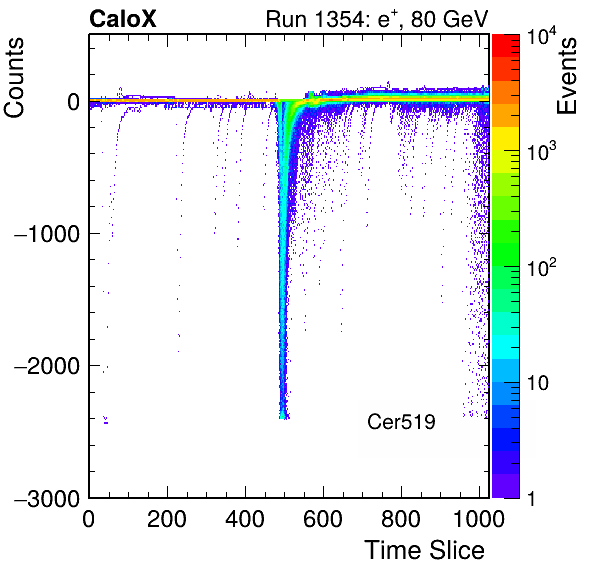 CaloX Run 1354: e⁺, 80 GeV
Counts
Events
0
−1000
−2000
−3000
0 200 400 600 800 1000
Time Slice
Cer519
10⁴
10³
10²
10
1